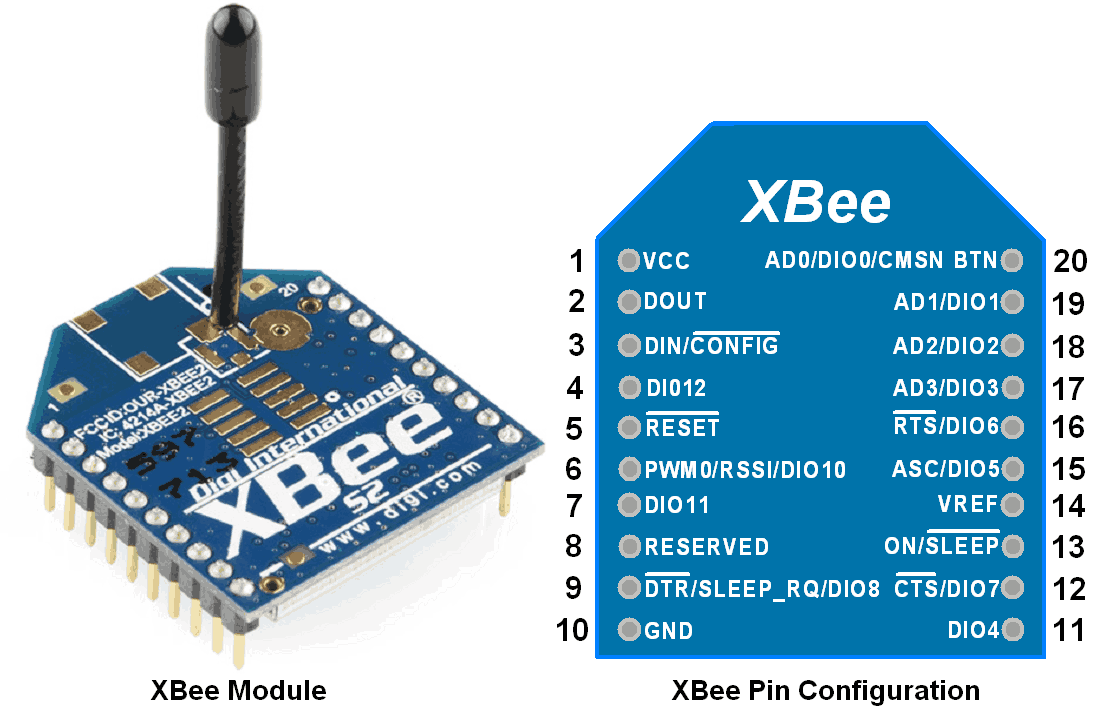 20
1
FCCID:OUR-XBEE2
IC: 4214A-XBEE2
Model:XBEE2
597
713
Digi International
XBee®
S2
www.digi.com
XBee Module
XBee
1 VCC AD0/DIO0/CMSN BTN 20
2 DOUT AD1/DIO1 19
3 DIN/CONFIG AD2/DIO2 18
4 DI012 AD3/DIO3 17
5 RESET RTS/DIO6 16
6 PWM0/RSSI/DIO10 ASC/DIO5 15
7 DIO11 VREF 14
8 RESERVED ON/SLEEP 13
9 DTR/SLEEP_RQ/DIO8 CTS/DIO7 12
10 GND DIO4 11
XBee Pin Configuration